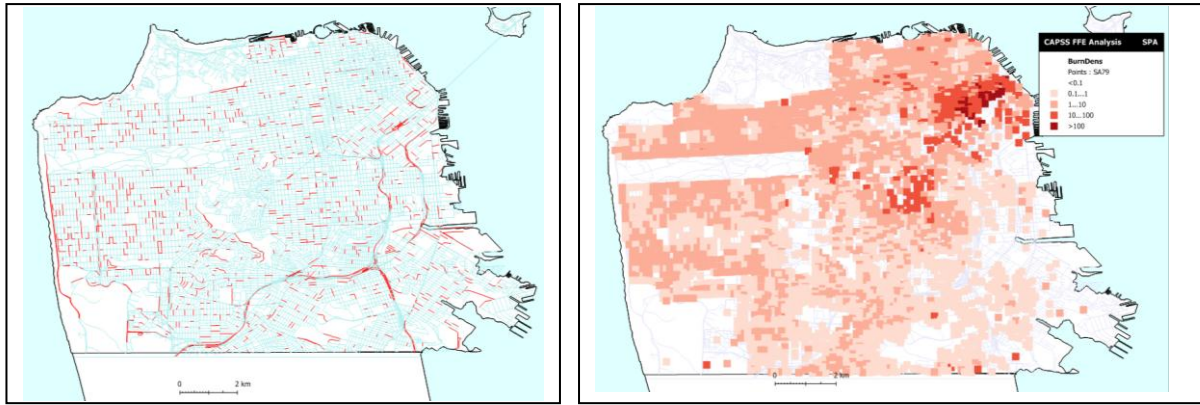 0 2 km
CAPSS FFE Analysis SPA
BurnDens
Points : SA79
<0.1
0.1...1
1...10
10...100
>100
0 2 km